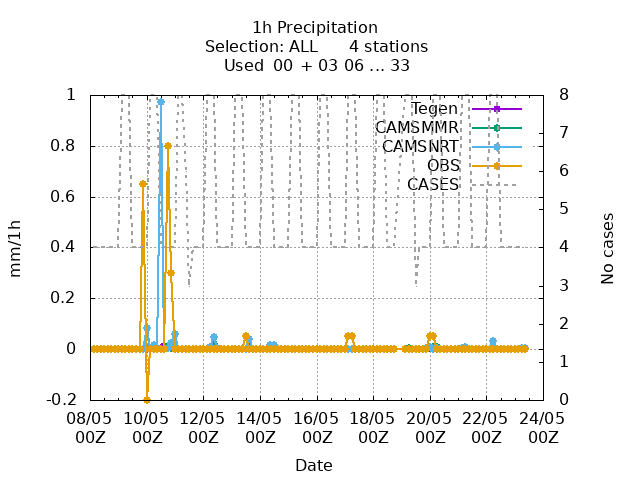 1h Precipitation
Selection: ALL 4 stations
Used 00 + 03 06 ... 33
1
0.8
0.6
0.4
0.2
0
-0.2
mm/1h
8
7
6
5
4
3
2
1
0
No cases
Tegen
CAMSMMR
CAMSNRT
OBS
CASES
08/05 10/05 12/05 14/05 16/05 18/05 20/05 22/05 24/05
00Z 00Z 00Z 00Z 00Z 00Z 00Z 00Z 00Z
Date